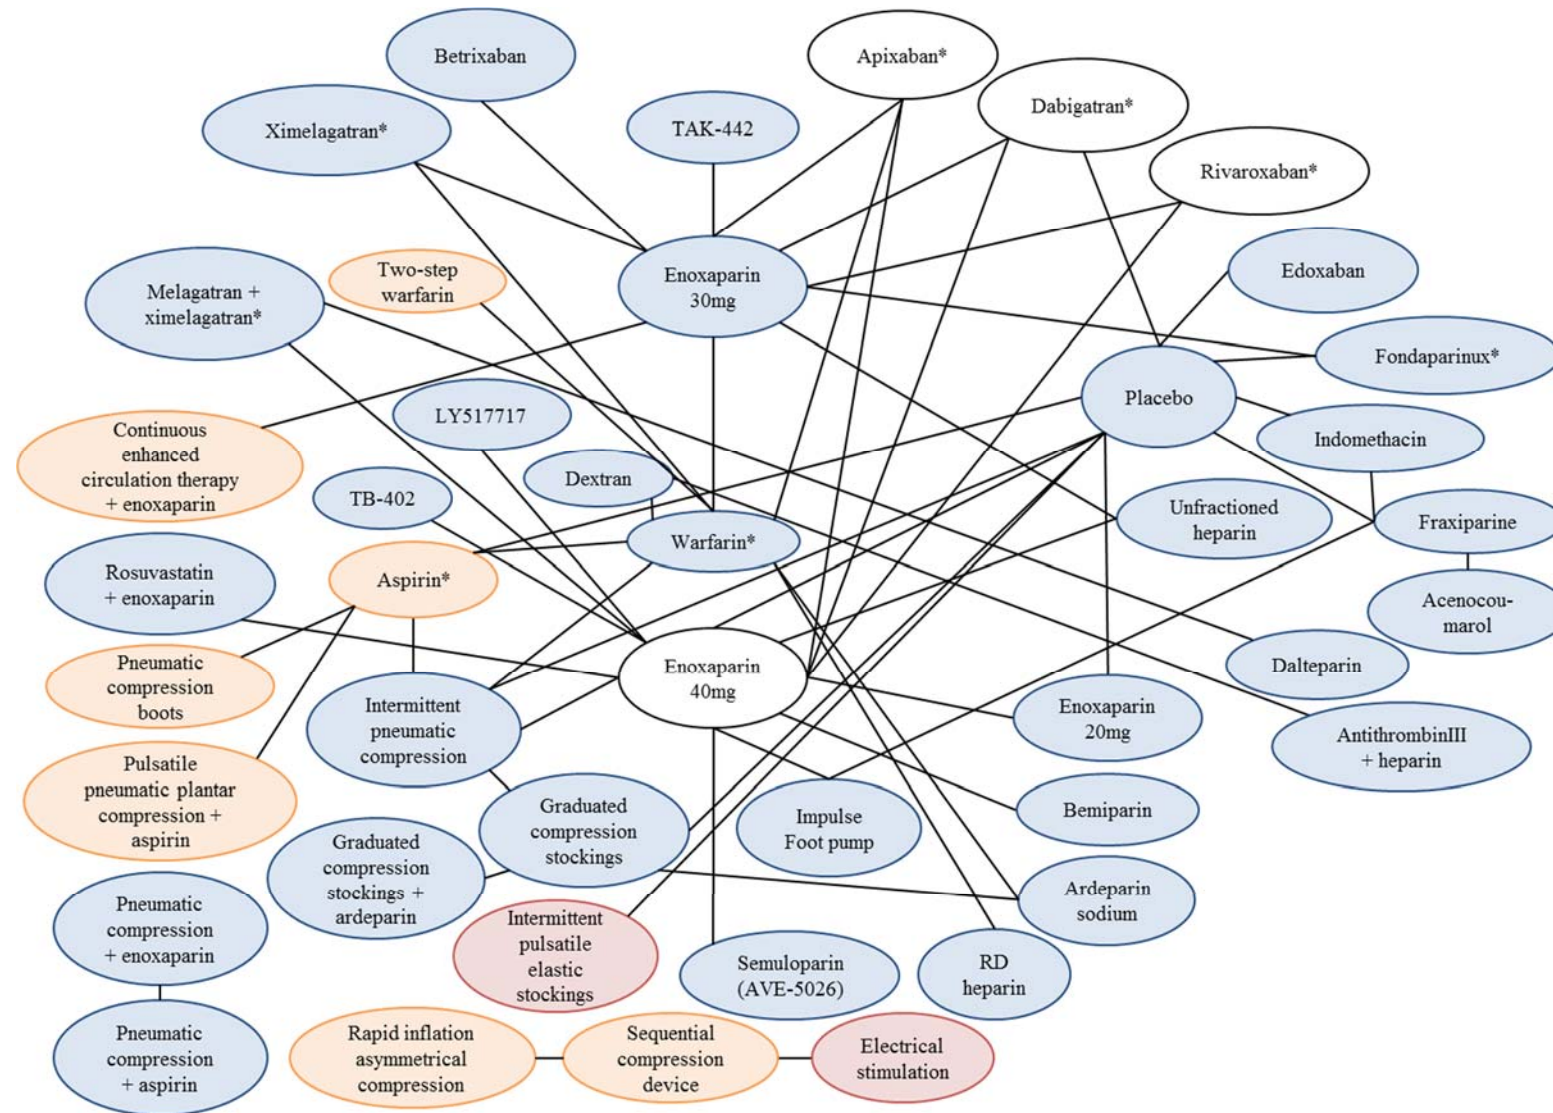 Betrixaban
Apixaban*
Dabigatran*
Ximelagatran*
TAK-442
Rivaroxaban*
Two-step
warfarin
Enoxaparin
30mg
Edoxaban
Melagatran +
ximelagatran*
Fondaparinux*
Placebo
LY517717
Indomethacin
Continuous
enhanced
circulation therapy
+ enoxaparin
Dextran
TB-402
Unfractioned
heparin
Fraxiparine
Warfarin*
Rosuvastatin
+ enoxaparin
Aspirin*
Acenocou-
marol
Dalteparin
Pneumatic
compression
boots
Enoxaparin
40mg
Intermittent
pneumatic
compression
Enoxaparin
20mg
AntithrombinIII
+ heparin
Pulsatile
pneumatic plantar
compression +
aspirin
Graduated
compression
stockings
Impulse
Foot pump
Bemiparin
Graduated
compression
stockings +
ardeparin
Ardeparin
sodium
Pneumatic
compression
+ enoxaparin
Intermittent
pulsatile
elastic
stockings
Semuloparin
(AVE-5026)
RD
heparin
Pneumatic
compression
+ aspirin
Rapid inflation
asymmetrical
compression
Sequential
compression
device
Electrical
stimulation